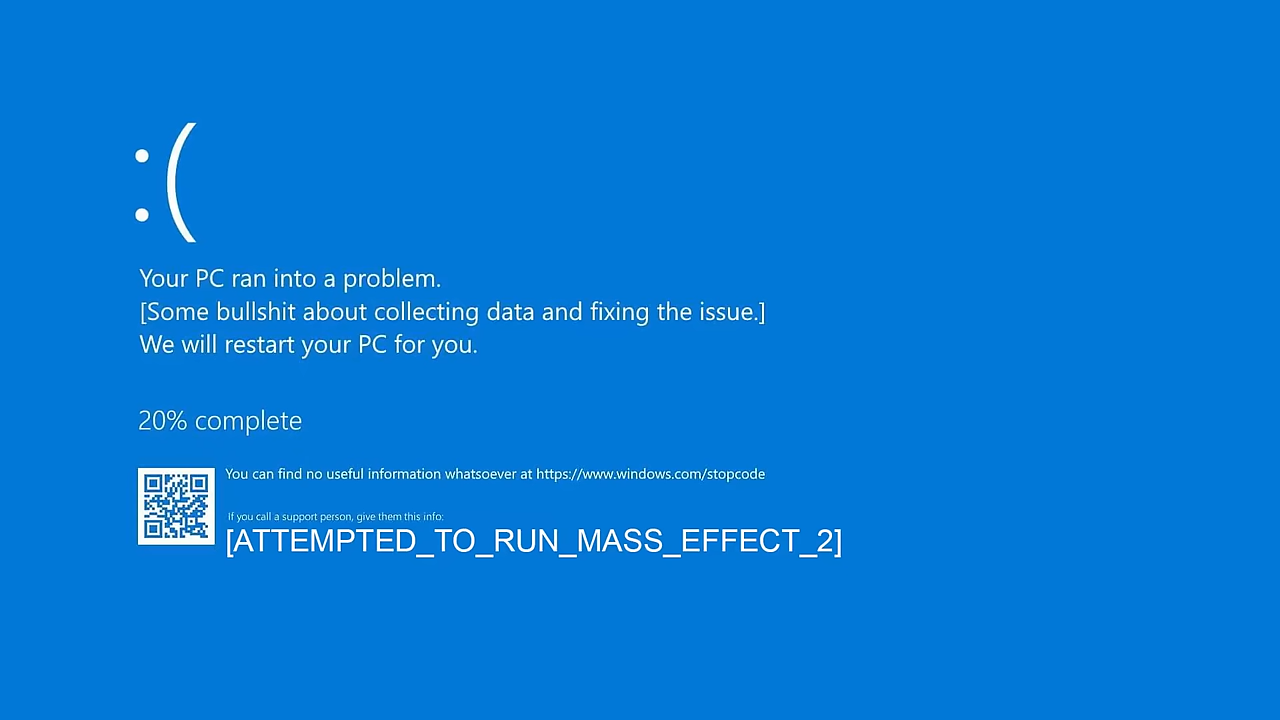 :(
Your PC ran into a problem.
[Some bullshit about collecting data and fixing the issue.]
We will restart your PC for you.
20% complete
You can find no useful information whatsoever at https://www.windows.com/stopcode
If you call a support person, give them this info:
[ATTEMPTED_TO_RUN_MASS_EFFECT_2]